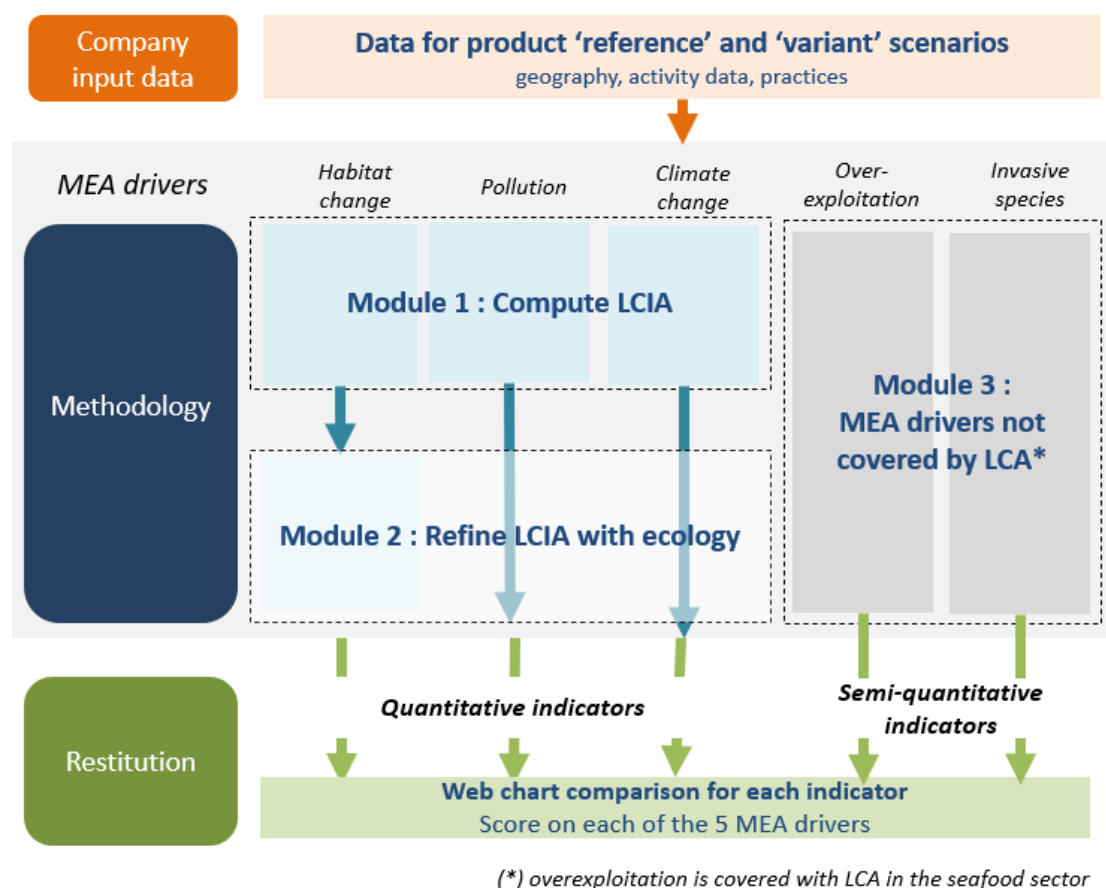 Company
input data
Data for product ‘reference’ and ‘variant’ scenarios
geography, activity data, practices
MEA drivers
Habitat
change
Pollution
Climate
change
Over-
exploitation
Invasive
species
Methodology
Module 1 : Compute LCIA
Module 3 :
MEA drivers not
covered by LCA*
Module 2 : Refine LCIA with ecology
Restitution
Quantitative indicators
Semi-quantitative
indicators
Web chart comparison for each indicator
Score on each of the 5 MEA drivers
(*) overexploitation is covered with LCA in the seafood sector